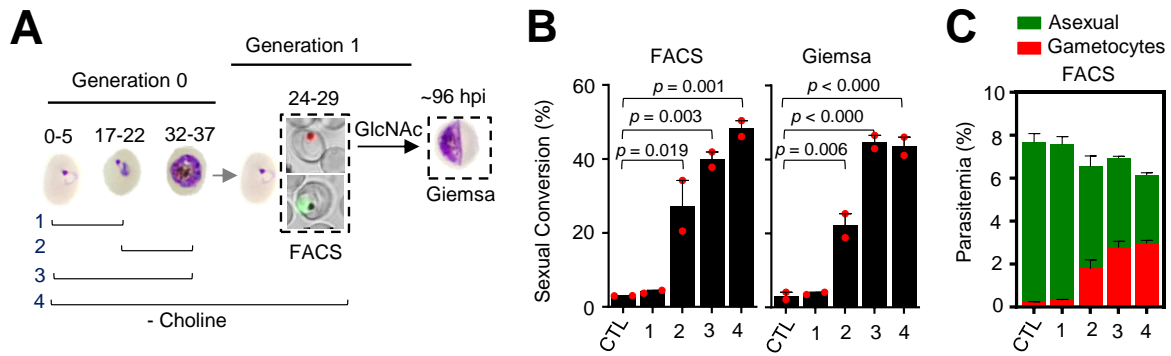 A
Generation 1
Generation 0
0-5
17-22
32-37
24-29
~96 hpi
GlcNAc
FACS
Giemsa
1
2
3
4
- Choline
B
FACS
Giemsa
Sexual Conversion (%)
60
40
20
0
p = 0.001
p = 0.003
p = 0.019
p < 0.000
p < 0.000
p = 0.006
CTL 1 2 3 4
CTL 1 2 3 4
C
Asexual
Gametocytes
FACS
Parasitemia (%)
10
8
6
4
2
0
CTL 1 2 3 4